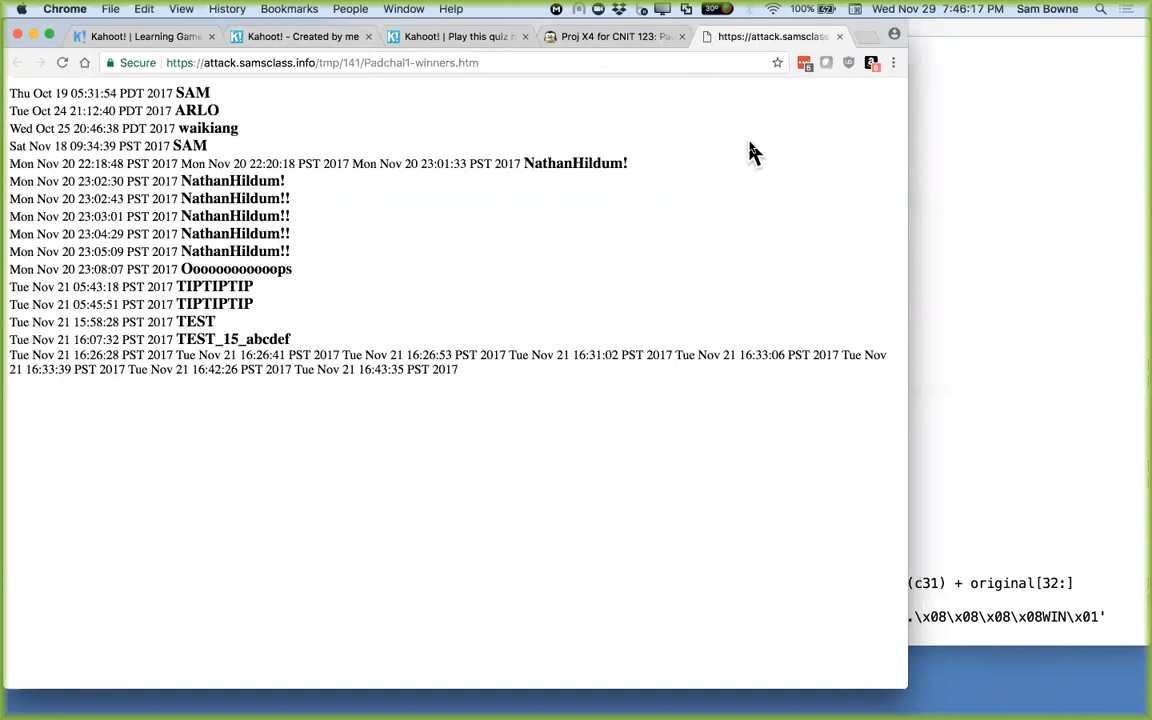 Chrome File Edit View History Bookmarks People Window Help 30° 100% Wed Nov 29 7:46:17 PM Sam Bowne
Kahoot! | Learning Game Kahoot! - Created by me Kahoot! | Play this quiz n Proj X4 for CNIT 123: Pad https://attack.samsclass
Secure https://attack.samsclass.info/tmp/141/Padchal1-winners.htm
Thu Oct 19 05:31:54 PDT 2017 SAM
Tue Oct 24 21:12:40 PDT 2017 ARLO
Wed Oct 25 20:46:38 PDT 2017 waikiang
Sat Nov 18 09:34:39 PST 2017 SAM
Mon Nov 20 22:18:48 PST 2017 Mon Nov 20 22:20:18 PST 2017 Mon Nov 20 23:01:33 PST 2017 NathanHildum!
Mon Nov 20 23:02:30 PST 2017 NathanHildum!
Mon Nov 20 23:02:43 PST 2017 NathanHildum!!
Mon Nov 20 23:03:01 PST 2017 NathanHildum!!
Mon Nov 20 23:04:29 PST 2017 NathanHildum!!
Mon Nov 20 23:05:09 PST 2017 NathanHildum!!
Mon Nov 20 23:08:07 PST 2017 Ooooooooooops
Tue Nov 21 05:43:18 PST 2017 TIPTIPTIP
Tue Nov 21 05:45:51 PST 2017 TIPTIPTIP
Tue Nov 21 15:58:28 PST 2017 TEST
Tue Nov 21 16:07:32 PST 2017 TEST_15_abcdef
Tue Nov 21 16:26:28 PST 2017 Tue Nov 21 16:26:41 PST 2017 Tue Nov 21 16:26:53 PST 2017 Tue Nov 21 16:31:02 PST 2017 Tue Nov 21 16:33:06 PST 2017 Tue Nov
21 16:33:39 PST 2017 Tue Nov 21 16:42:26 PST 2017 Tue Nov 21 16:43:35 PST 2017
(c31) + original[32:]
.\x08\x08\x08\x08WIN\x01'